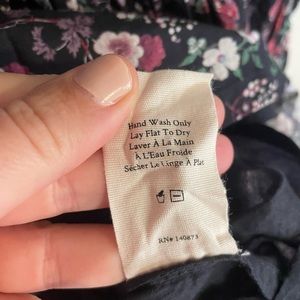 Hand Wash Only
Lay Flat To Dry
Laver À La Main
À L'Eau Froide
Sécher Le Linge À Plat
RN# 140873